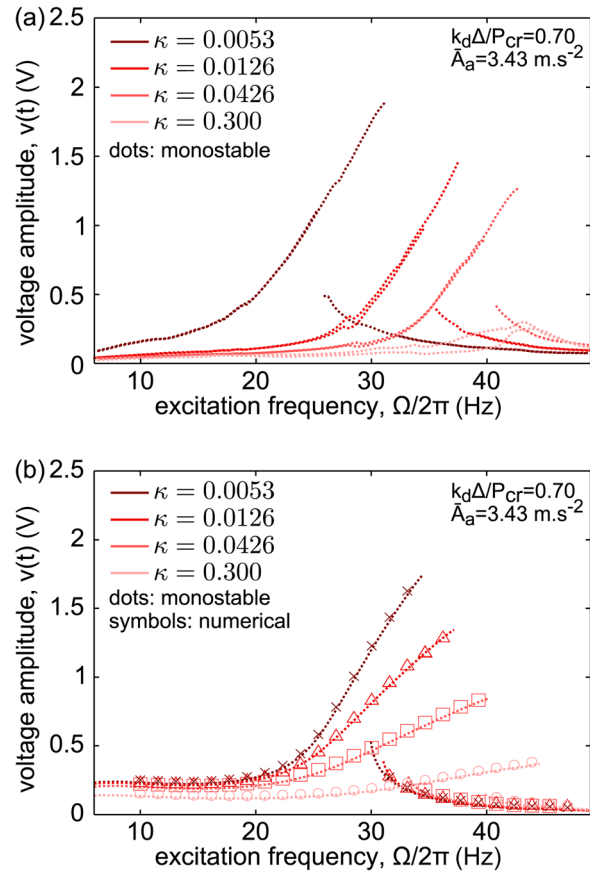 (a)
2.5
2
1.5
1
0.5
0
voltage amplitude, v(t) (V)
κ = 0.0053
κ = 0.0126
κ = 0.0426
κ = 0.300
dots: monostable
k_dΔ/P_cr=0.70
Ā_a=3.43 m.s⁻²
10 20 30 40
excitation frequency, Ω/2π (Hz)
(b)
2.5
2
1.5
1
0.5
0
voltage amplitude, v(t) (V)
κ = 0.0053
κ = 0.0126
κ = 0.0426
κ = 0.300
dots: monostable
symbols: numerical
k_dΔ/P_cr=0.70
Ā_a=3.43 m.s⁻²
10 20 30 40
excitation frequency, Ω/2π (Hz)